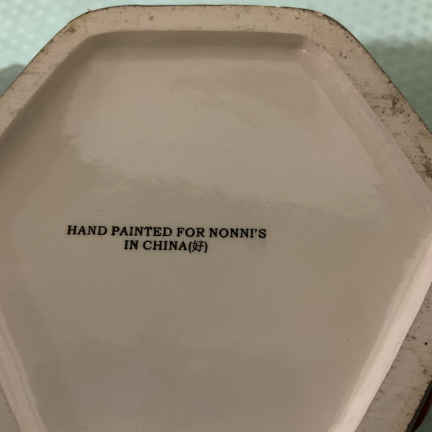 HAND PAINTED FOR NONNI'S
IN CHINA(好)